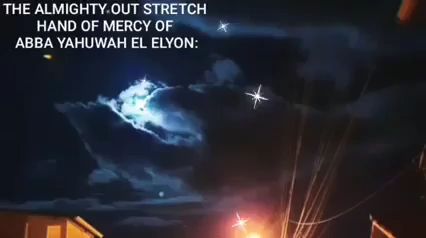 THE ALMIGHTY OUT STRETCH
HAND OF MERCY OF
ABBA YAHUWAH EL ELYON: